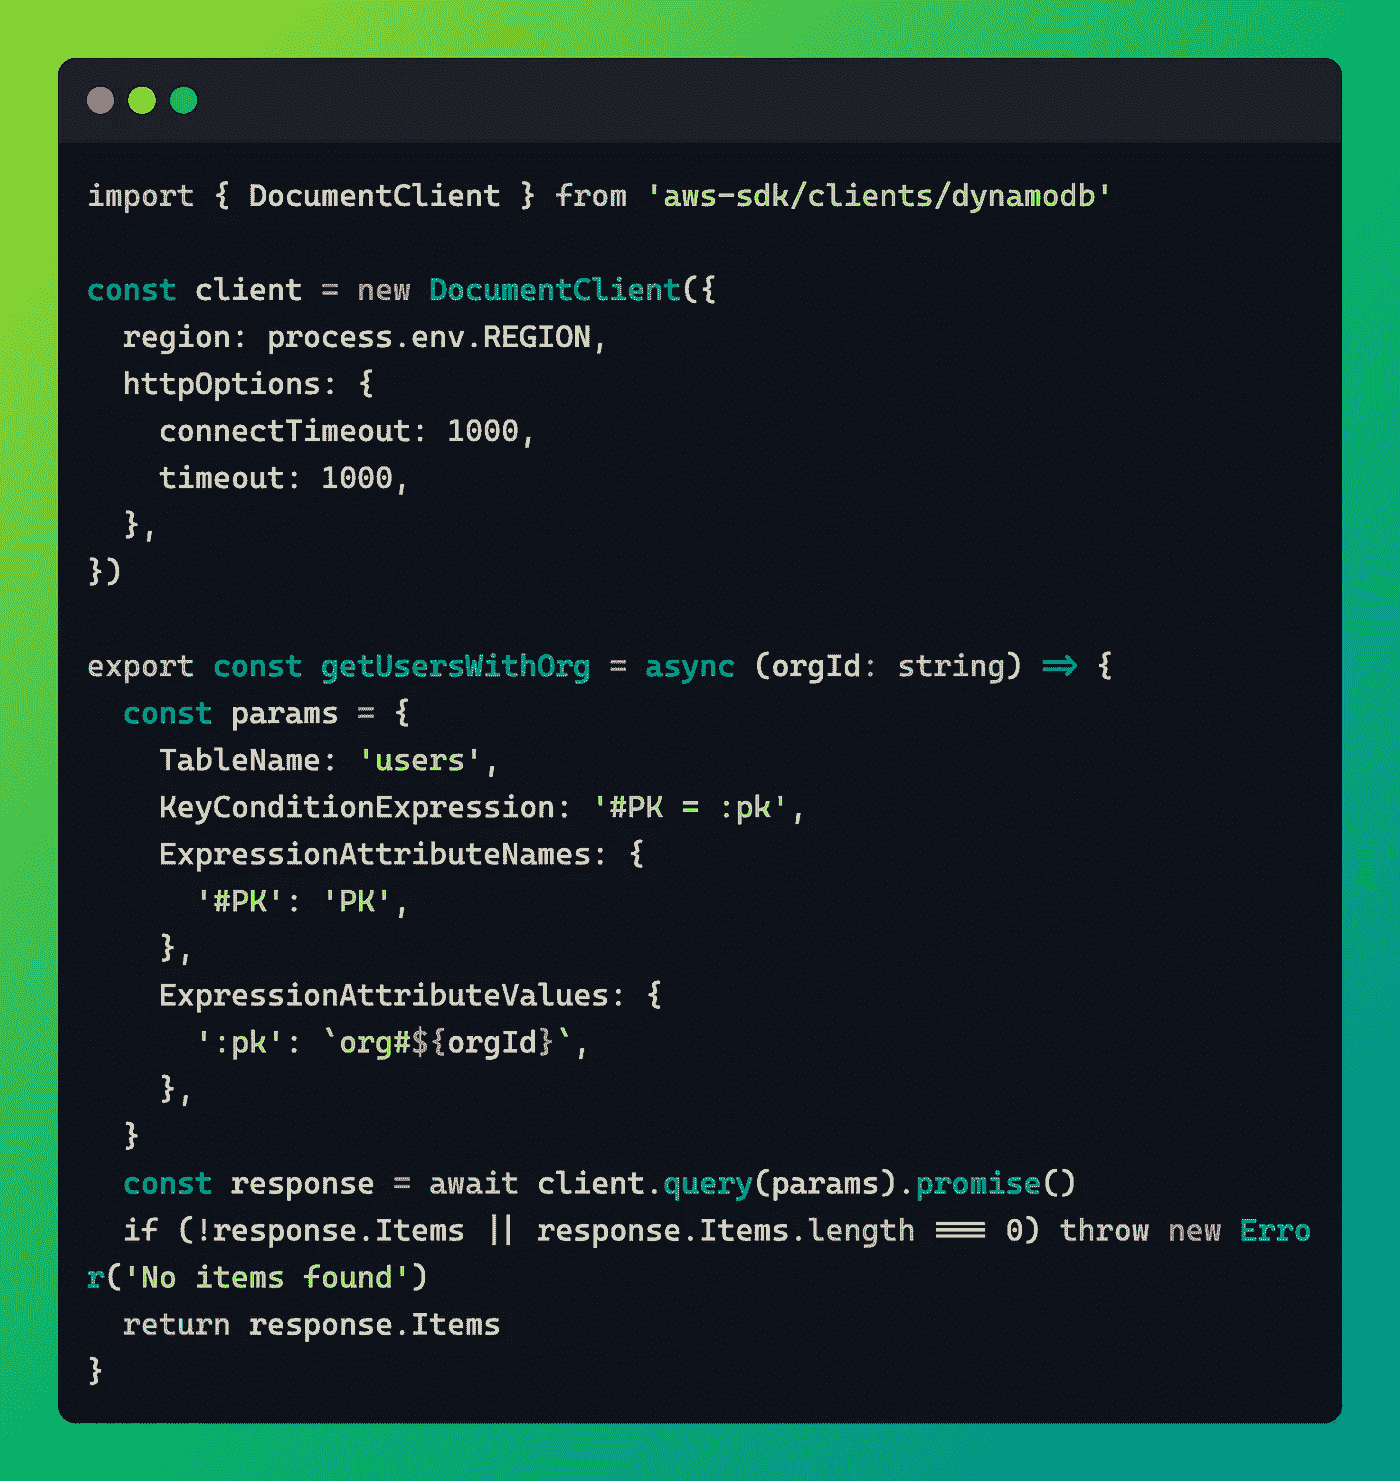 import { DocumentClient } from 'aws-sdk/clients/dynamodb'
const client = new DocumentClient({
  region: process.env.REGION,
  httpOptions: {
    connectTimeout: 1000,
    timeout: 1000,
  },
})
export const getUsersWithOrg = async (orgId: string) => {
  const params = {
    TableName: 'users',
    KeyConditionExpression: '#PK = :pk',
    ExpressionAttributeNames: {
      '#PK': 'PK',
    },
    ExpressionAttributeValues: {
      ':pk': `org#${orgId}`,
    },
  }
  const response = await client.query(params).promise()
  if (!response.Items || response.Items.length === 0) throw new Erro
r('No items found')
  return response.Items
}